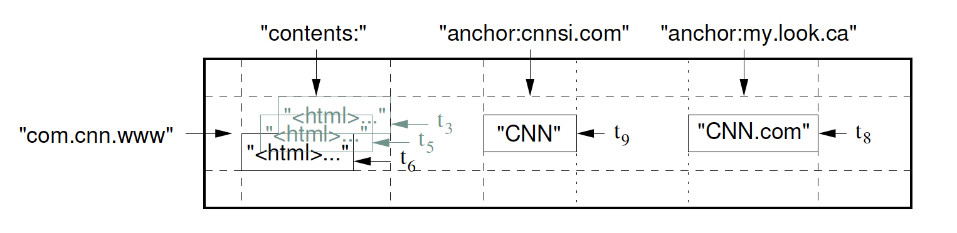 "contents:" "anchor:cnnsi.com" "anchor:my.look.ca"
"<html>..." t3
"com.cnn.www" "<html>..." t5 "CNN" t9 "CNN.com" t8
"<html>..." t6